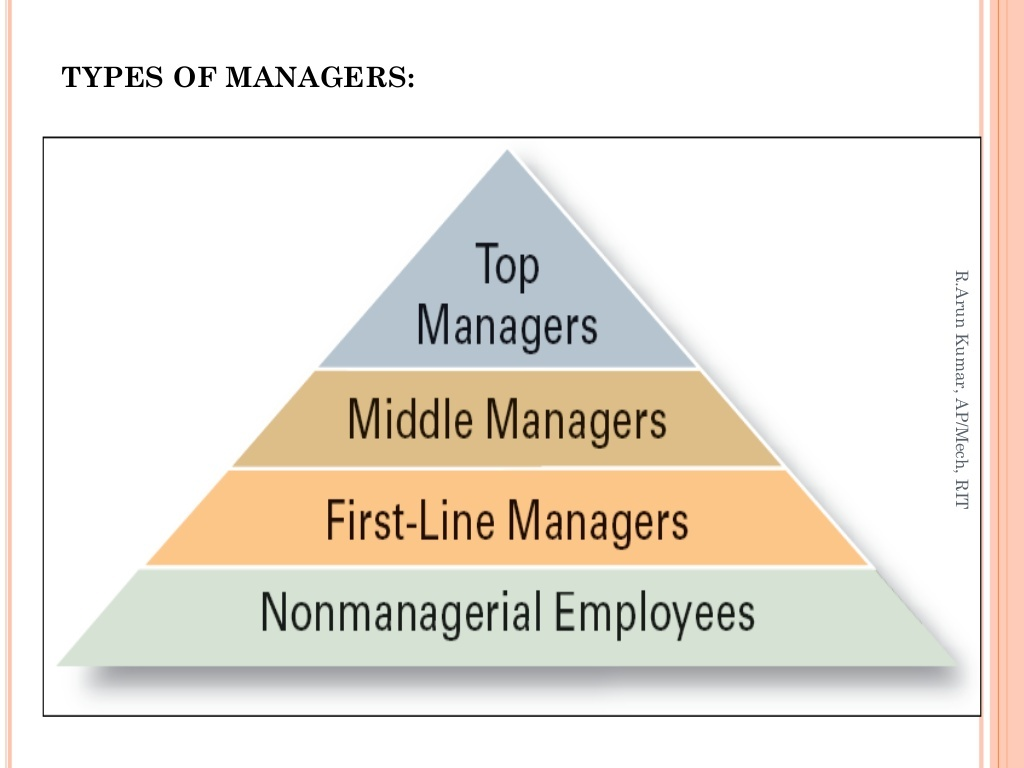 TYPES OF MANAGERS:
Top
Managers
Middle Managers
First-Line Managers
Nonmanagerial Employees
R.Arun Kumar, AP/Mech, RIT